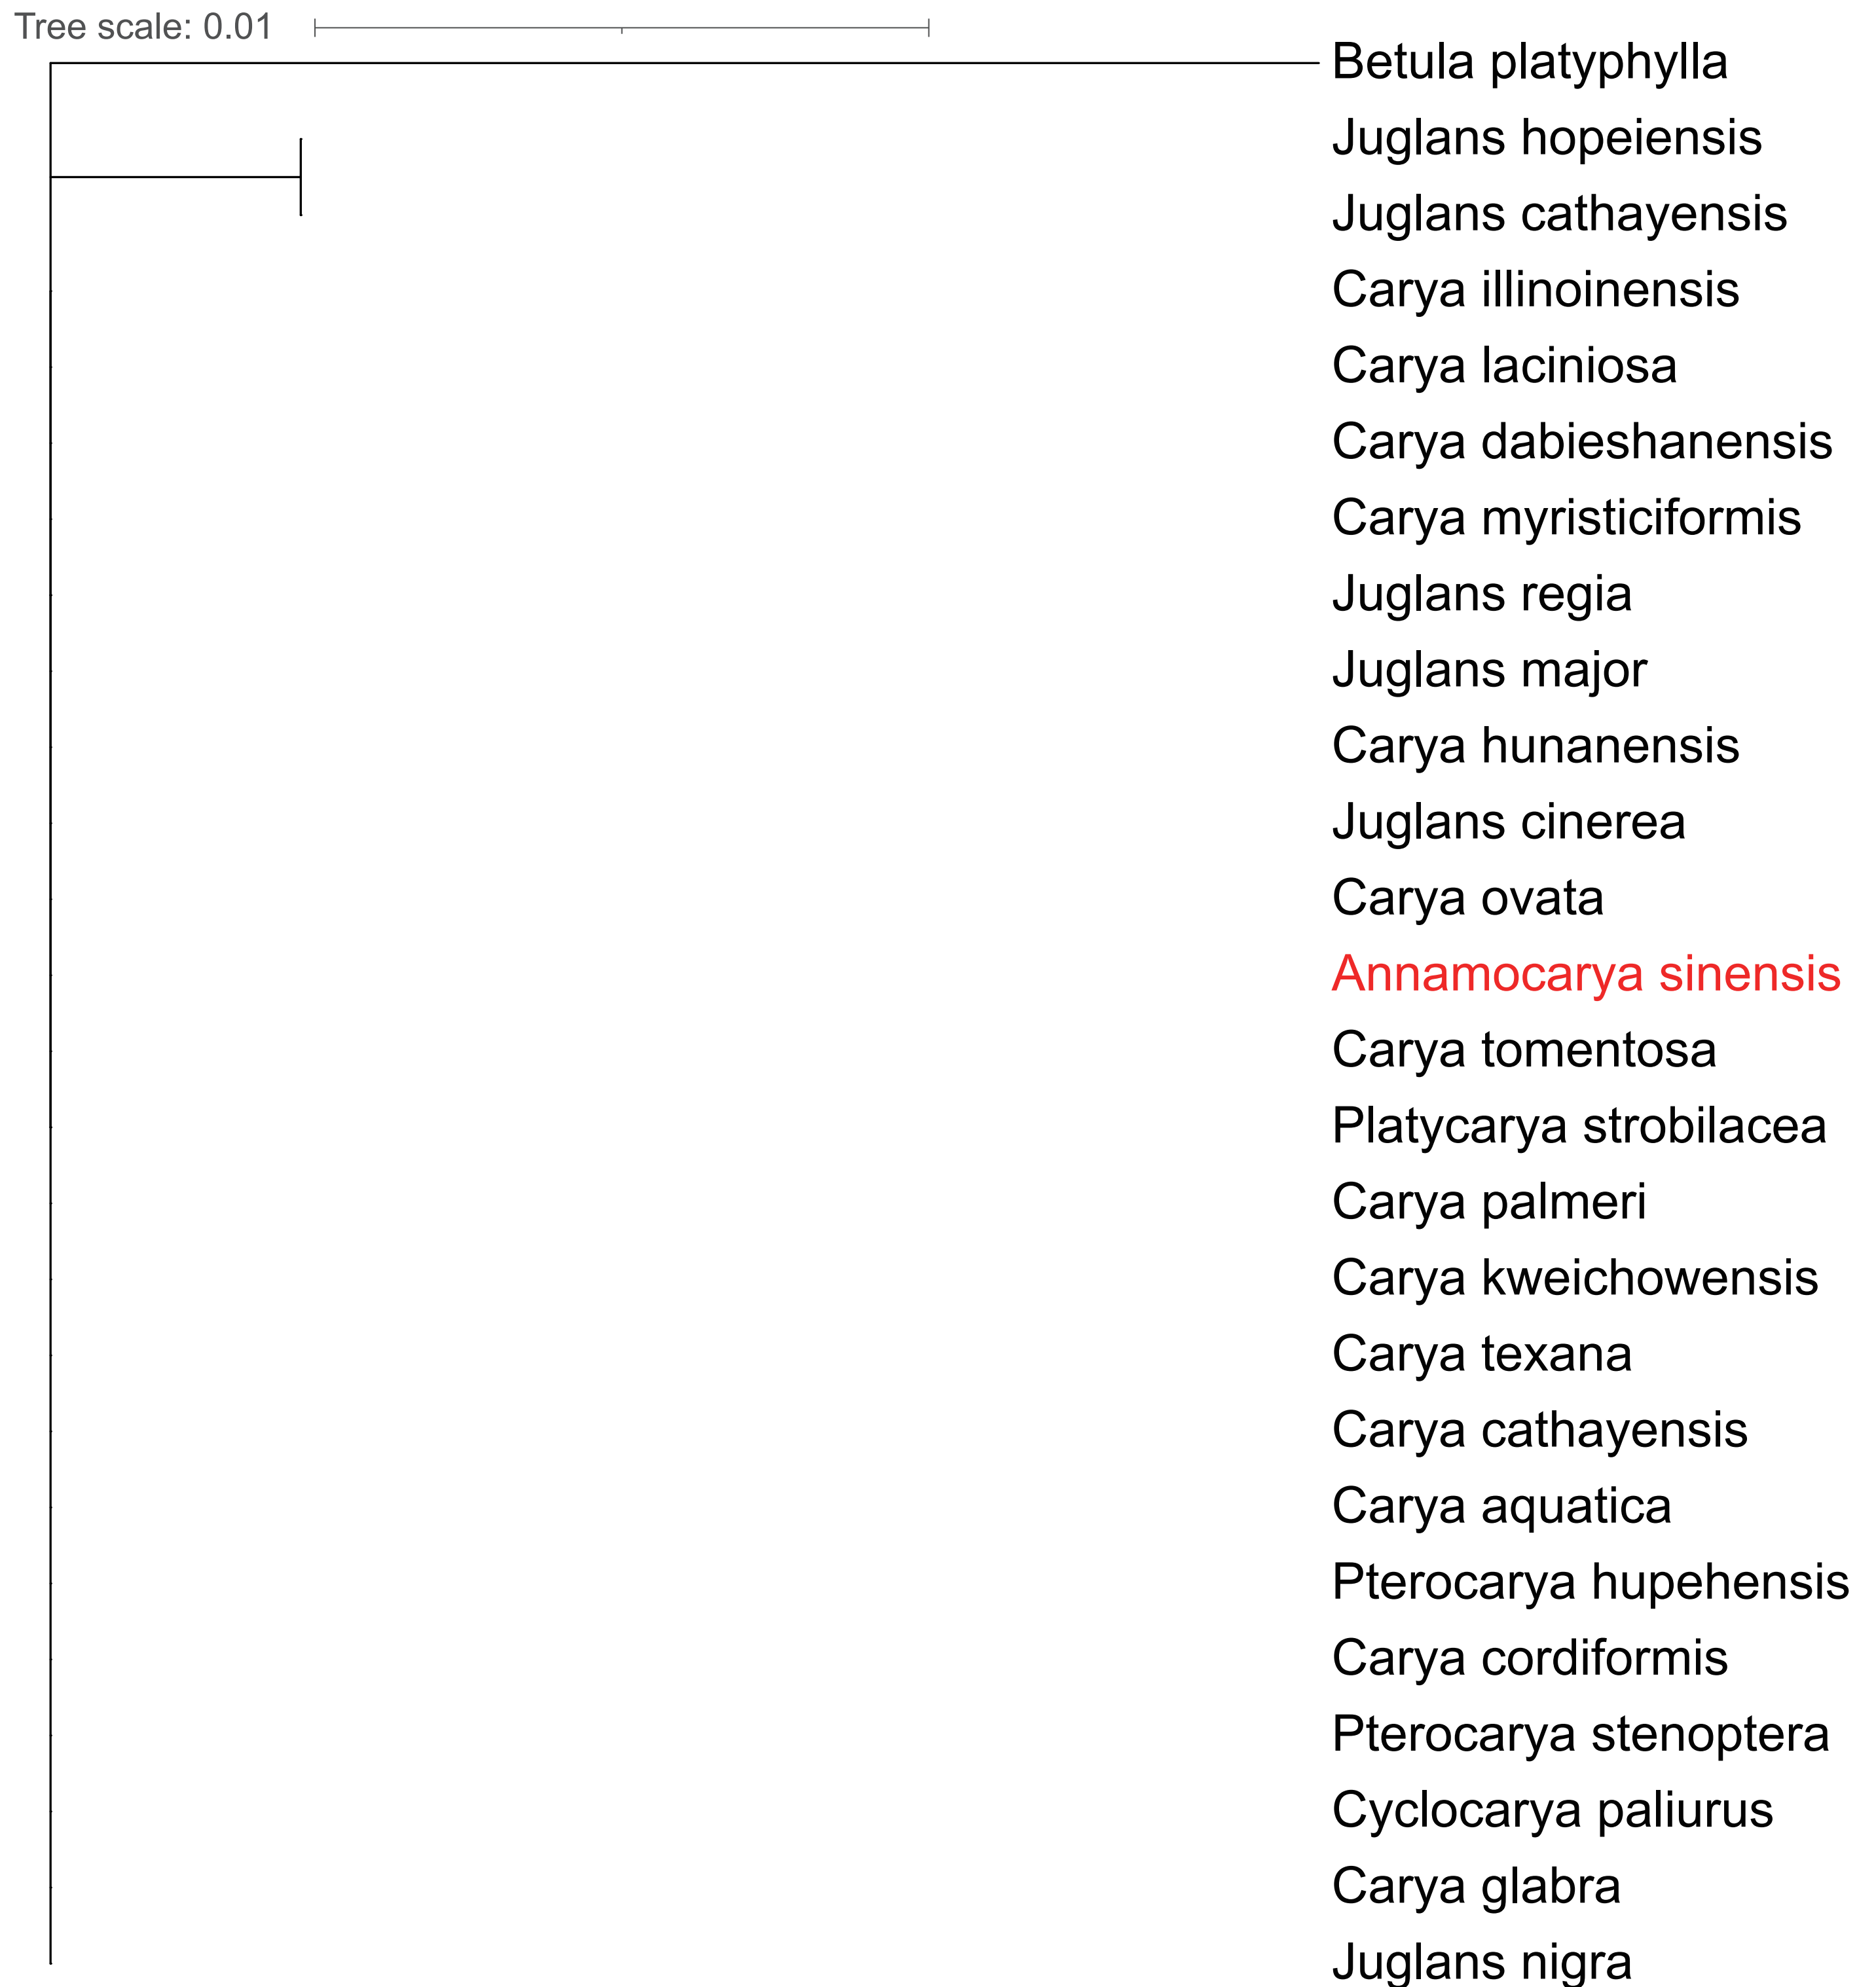 Tree scale: 0.01
Betula platyphylla
Juglans hopeiensis
Juglans cathayensis
Carya illinoinensis
Carya laciniosa
Carya dabieshanensis
Carya myristiciformis
Juglans regia
Juglans major
Carya hunanensis
Juglans cinerea
Carya ovata
Annamocarya sinensis
Carya tomentosa
Platycarya strobilacea
Carya palmeri
Carya kweichowensis
Carya texana
Carya cathayensis
Carya aquatica
Pterocarya hupehensis
Carya cordiformis
Pterocarya stenoptera
Cyclocarya paliurus
Carya glabra
Juglans nigra